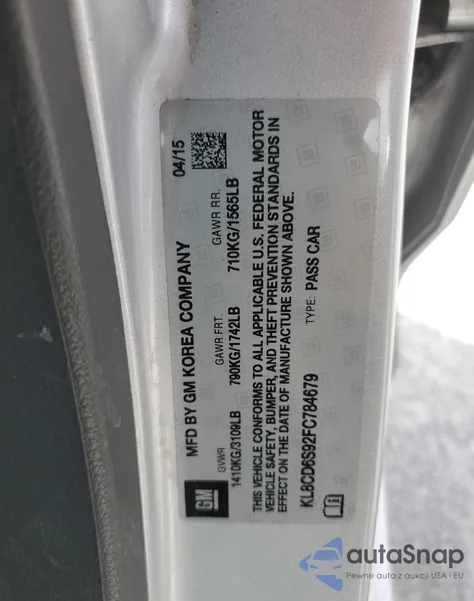 MFD BY GM KOREA COMPANY 04/15
GVWR GAWR FRT. GAWR RR.
1410KG/3109LB 790KG/1742LB 710KG/1565LB
THIS VEHICLE CONFORMS TO ALL APPLICABLE U.S. FEDERAL MOTOR
VEHICLE SAFETY, BUMPER, AND THEFT PREVENTION STANDARDS IN
EFFECT ON THE DATE OF MANUFACTURE SHOWN ABOVE.
KL8CD6S92FC784679 TYPE: PASS CAR
GM
autoSnap
Pewne auta z aukcji USA i EU